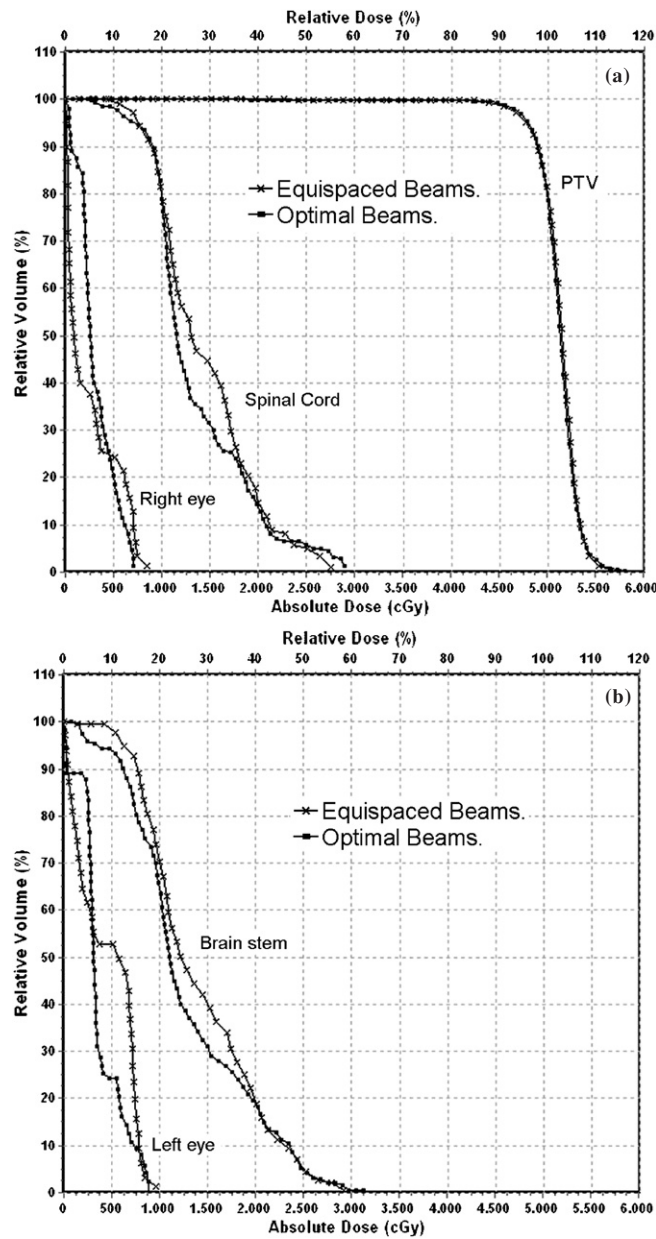 Relative Dose (%)
0 10 20 30 40 50 60 70 80 90 100 110 120
110
(a)
100
90
PTV
80
Equispaced Beams.
Optimal Beams.
70
Relative Volume (%)
60
50
40
Spinal Cord
30
20
Right eye
10
0
0 500 1.000 1.500 2.000 2.500 3.000 3.500 4.000 4.500 5.000 5.500 6.000
Absolute Dose (cGy)
Relative Dose (%)
0 10 20 30 40 50 60 70 80 90 100 110 120
110
(b)
100
90
Equispaced Beams.
80
Optimal Beams.
70
Relative Volume (%)
60
50
Brain stem
40
30
20
10
Left eye
0
0 500 1.000 1.500 2.000 2.500 3.000 3.500 4.000 4.500 5.000 5.500 6.000
Absolute Dose (cGy)